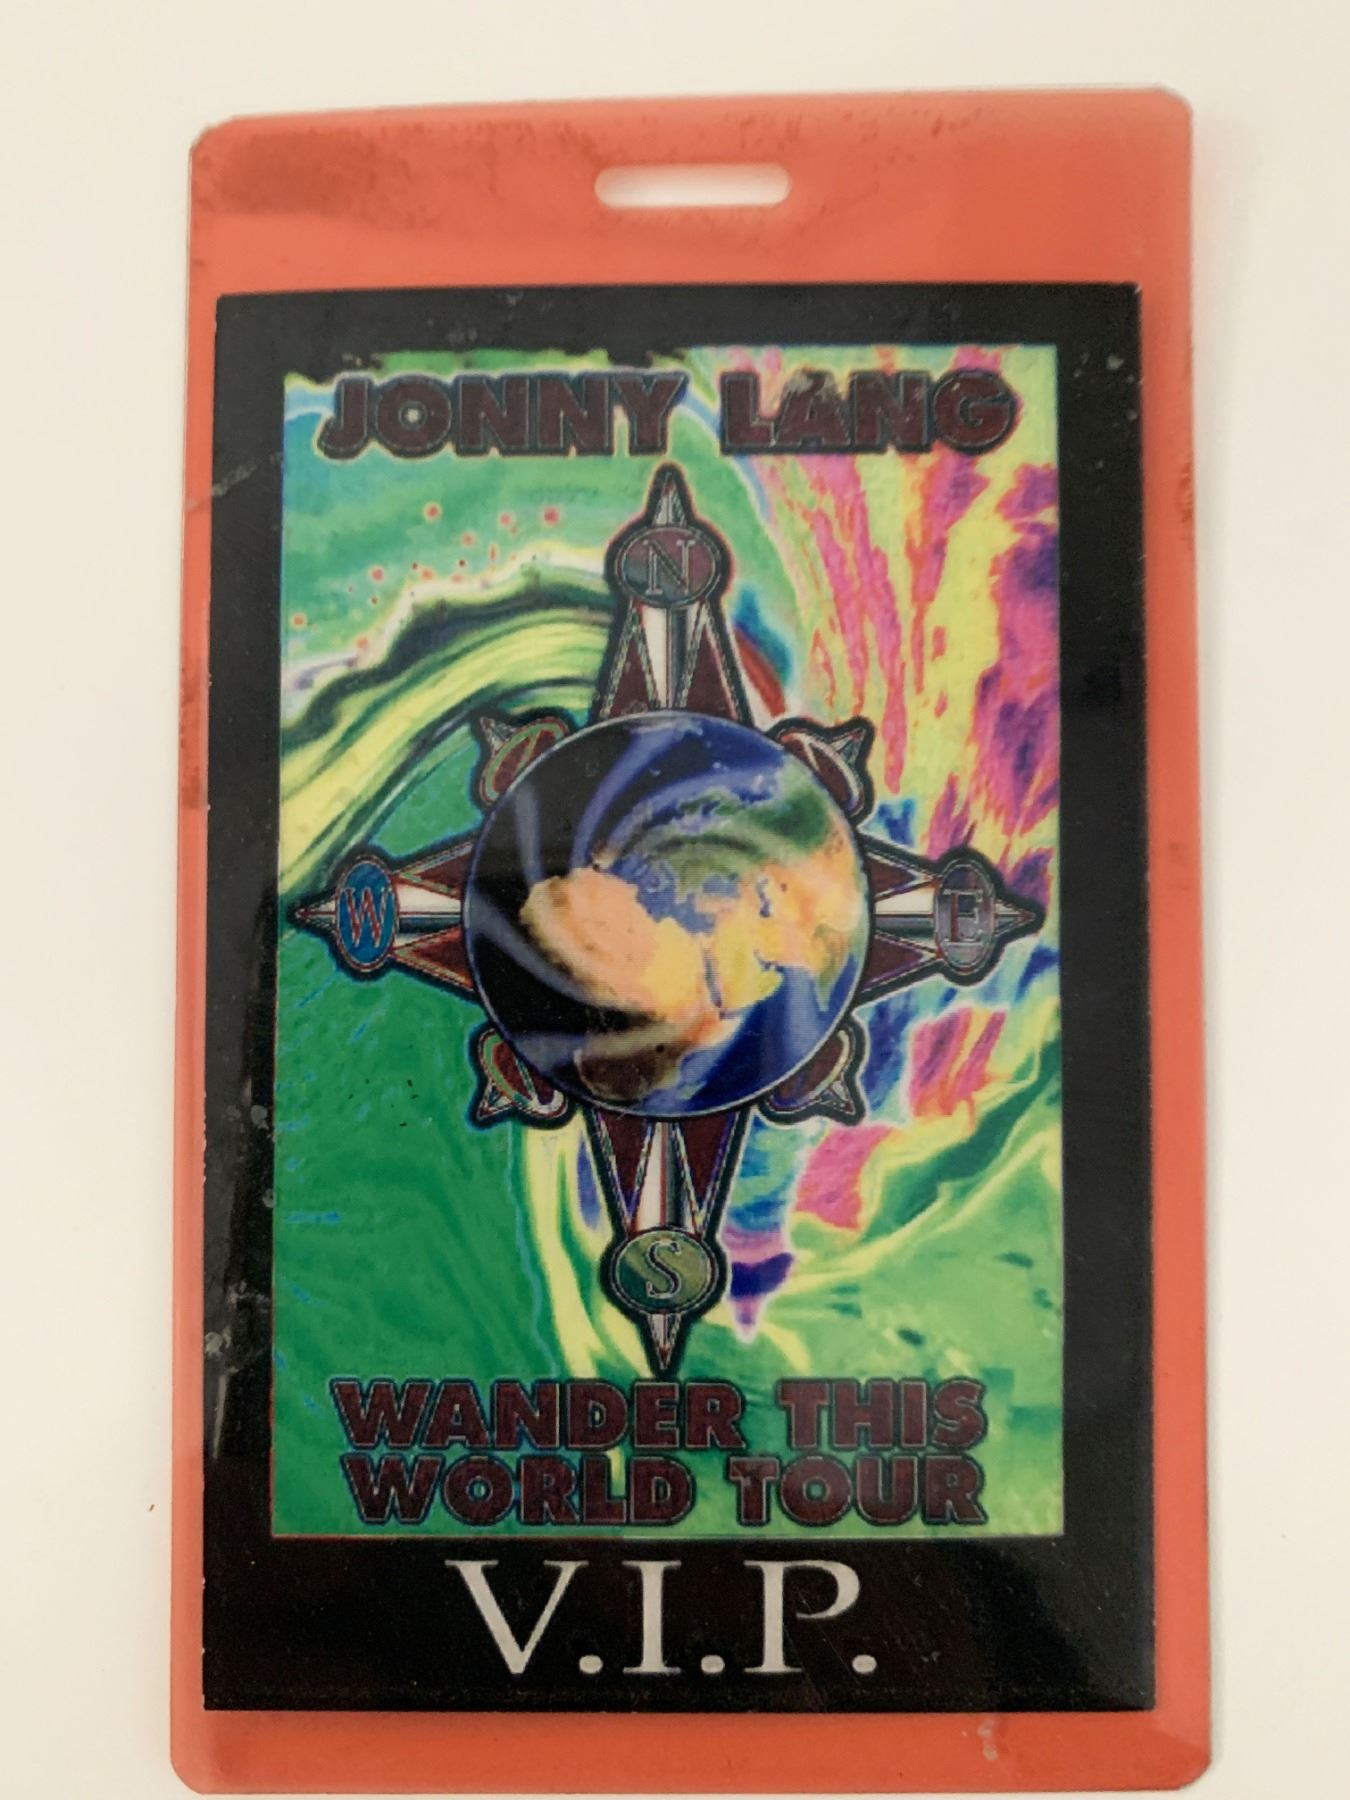 JONNY LANG
N
W
E
S
WANDER THIS
WORLD TOUR
V.I.P.